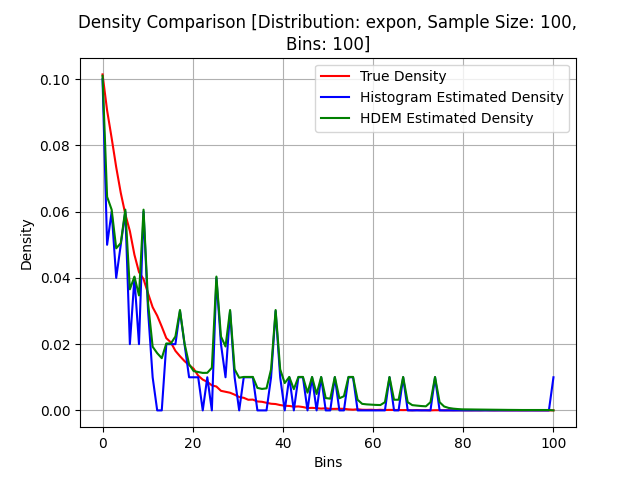 Density Comparison [Distribution: expon, Sample Size: 100,
Bins: 100]
True Density
Histogram Estimated Density
HDEM Estimated Density
Density
0.10
0.08
0.06
0.04
0.02
0.00
0
20
40
60
80
100
Bins